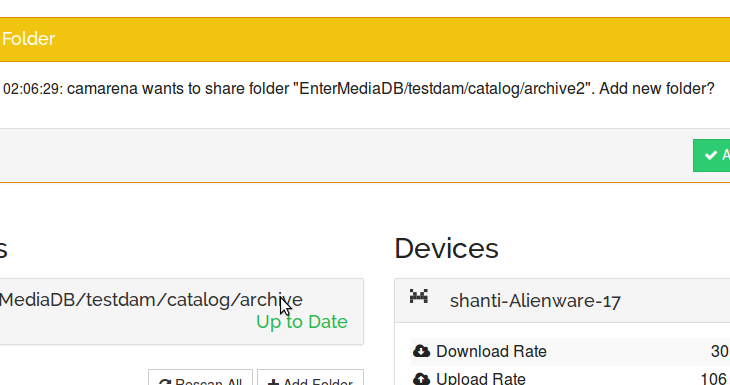 Folder
02:06:29: camarena wants to share folder "EnterMediaDB/testdam/catalog/archive2". Add new folder?
Devices
MediaDB/testdam/catalog/archive
Up to Date
shanti-Alienware-17
Download Rate 30
Upload Rate 106
Rescan All
Add Folder